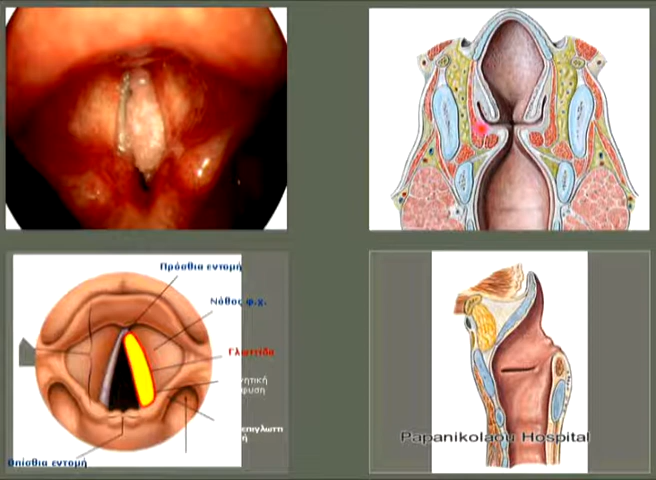 Πρόσθια εντομή
Νόθος φ.χ.
Γλωττίδα
Οπίσθια εντομή
Papanikolaou Hospital